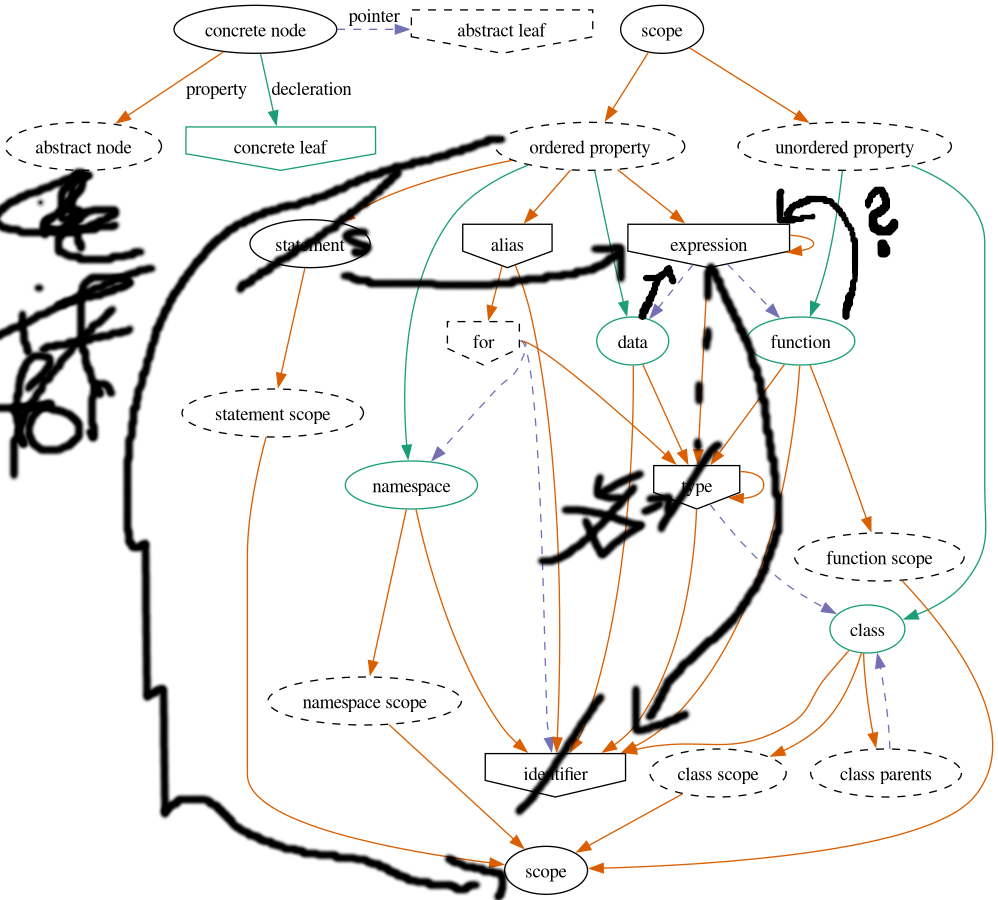 concrete node
pointer
abstract leaf
scope
property
decleration
abstract node
concrete leaf
ordered property
unordered property
statement
S
alias
expression
?
for
data
function
statement scope
namespace
type
function scope
class
namespace scope
identifier
class scope
class parents
scope